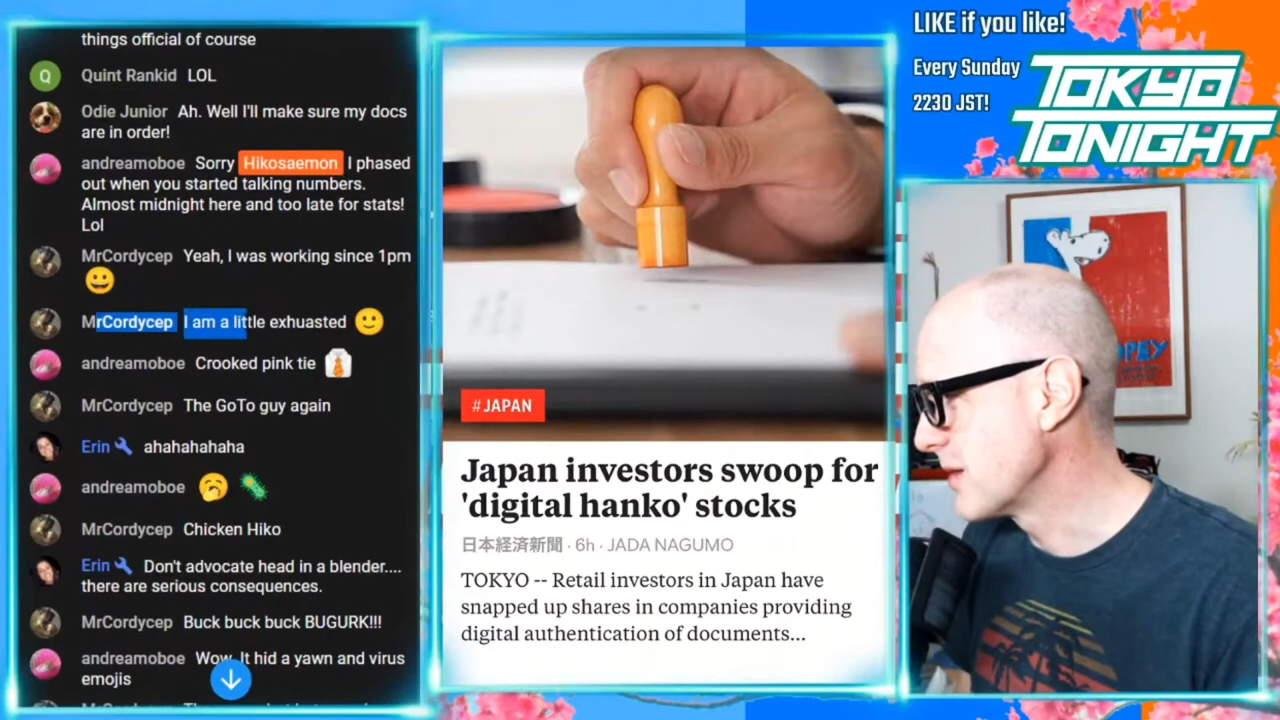 things official of course
Q
Quint Rankid LOL
Odie Junior Ah. Well I'll make sure my docs
are in order!
andreamoboe Sorry Hikosaemon I phased
out when you started talking numbers.
Almost midnight here and too late for stats!
Lol
MrCordycep Yeah, I was working since 1pm
MrCordycep I am a little exhuasted
andreamoboe Crooked pink tie
MrCordycep The GoTo guy again
Erin ahahahahaha
andreamoboe
MrCordycep Chicken Hiko
Erin Don't advocate head in a blender....
there are serious consequences.
MrCordycep Buck buck buck BUGURK!!!
andreamoboe Wow. It hid a yawn and virus
emojis
#JAPAN
Japan investors swoop for
'digital hanko' stocks
日本経済新聞 · 6h · JADA NAGUMO
TOKYO -- Retail investors in Japan have
snapped up shares in companies providing
digital authentication of documents...
LIKE if you like!
Every Sunday
2230 JST!
TOKYO
TONIGHT